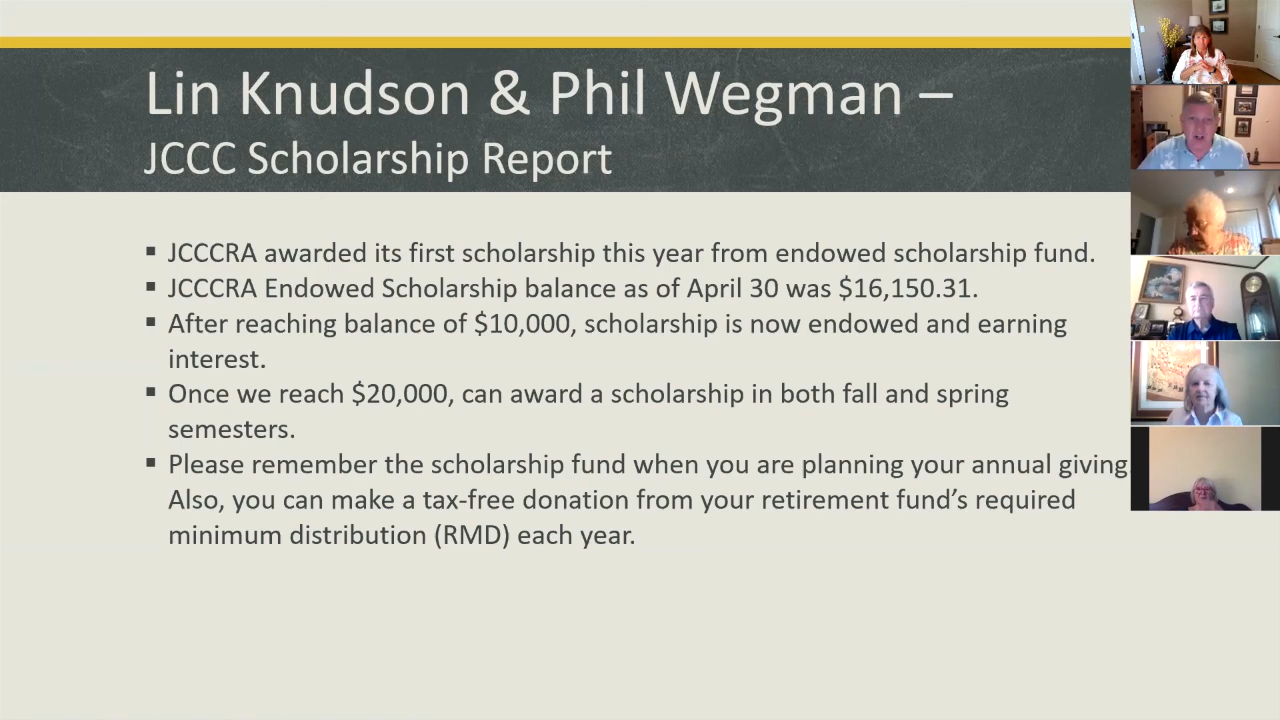 Lin Knudson & Phil Wegman –
JCCC Scholarship Report
▪ JCCCRA awarded its first scholarship this year from endowed scholarship fund.
▪ JCCCRA Endowed Scholarship balance as of April 30 was $16,150.31.
▪ After reaching balance of $10,000, scholarship is now endowed and earning
interest.
▪ Once we reach $20,000, can award a scholarship in both fall and spring
semesters.
▪ Please remember the scholarship fund when you are planning your annual giving
Also, you can make a tax-free donation from your retirement fund’s required
minimum distribution (RMD) each year.